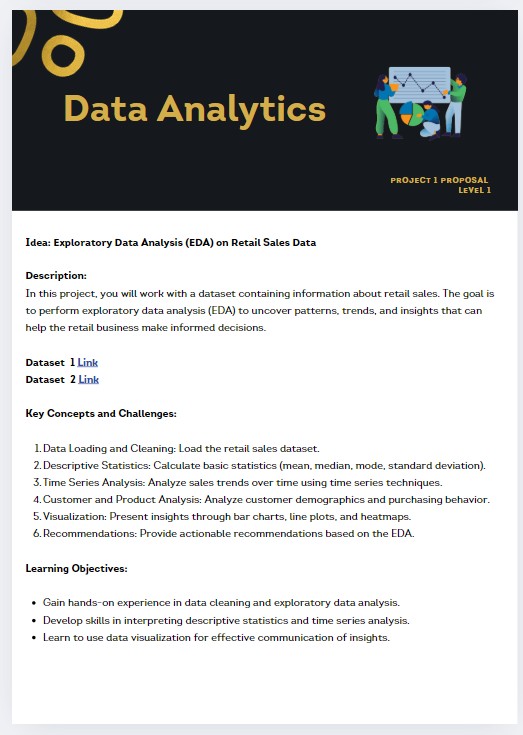 Data Analytics
PROJECT 1 PROPOSAL
LEVEL 1
Idea: Exploratory Data Analysis (EDA) on Retail Sales Data
Description:
In this project, you will work with a dataset containing information about retail sales. The goal is
to perform exploratory data analysis (EDA) to uncover patterns, trends, and insights that can
help the retail business make informed decisions.
Dataset 1 Link
Dataset 2 Link
Key Concepts and Challenges:
1. Data Loading and Cleaning: Load the retail sales dataset.
2. Descriptive Statistics: Calculate basic statistics (mean, median, mode, standard deviation).
3. Time Series Analysis: Analyze sales trends over time using time series techniques.
4. Customer and Product Analysis: Analyze customer demographics and purchasing behavior.
5. Visualization: Present insights through bar charts, line plots, and heatmaps.
6. Recommendations: Provide actionable recommendations based on the EDA.
Learning Objectives:
• Gain hands-on experience in data cleaning and exploratory data analysis.
• Develop skills in interpreting descriptive statistics and time series analysis.
• Learn to use data visualization for effective communication of insights.